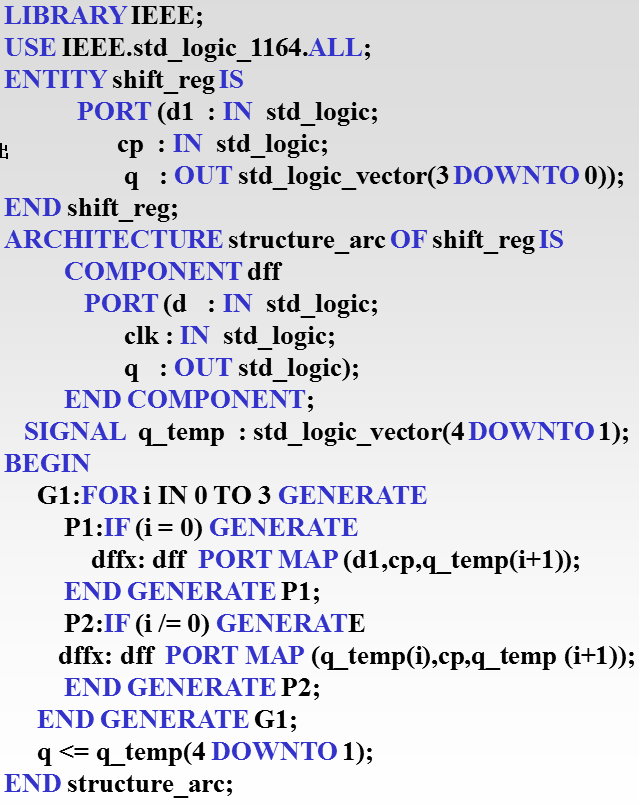 LIBRARY IEEE;
USE IEEE.std_logic_1164.ALL;
ENTITY shift_reg IS
PORT (d1 : IN std_logic;
cp : IN std_logic;
q : OUT std_logic_vector(3 DOWNTO 0));
END shift_reg;
ARCHITECTURE structure_arc OF shift_reg IS
COMPONENT dff
PORT (d : IN std_logic;
clk : IN std_logic;
q : OUT std_logic);
END COMPONENT;
SIGNAL q_temp : std_logic_vector(4 DOWNTO 1);
BEGIN
G1:FOR i IN 0 TO 3 GENERATE
P1:IF (i = 0) GENERATE
dffx: dff PORT MAP (d1,cp,q_temp(i+1));
END GENERATE P1;
P2:IF (i /= 0) GENERATE
dffx: dff PORT MAP (q_temp(i),cp,q_temp (i+1));
END GENERATE P2;
END GENERATE G1;
q <= q_temp(4 DOWNTO 1);
END structure_arc;